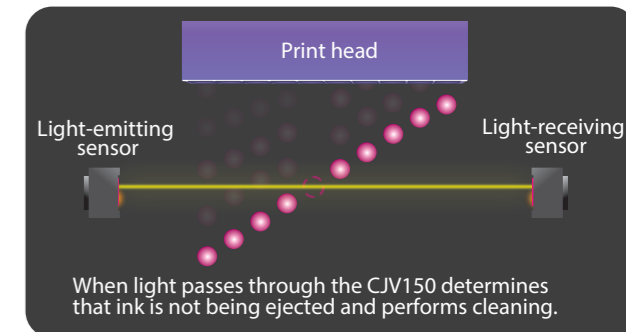 Print head
Light-emitting
sensor
Light-receiving
sensor
When light passes through the CJV150 determines
that ink is not being ejected and performs cleaning.